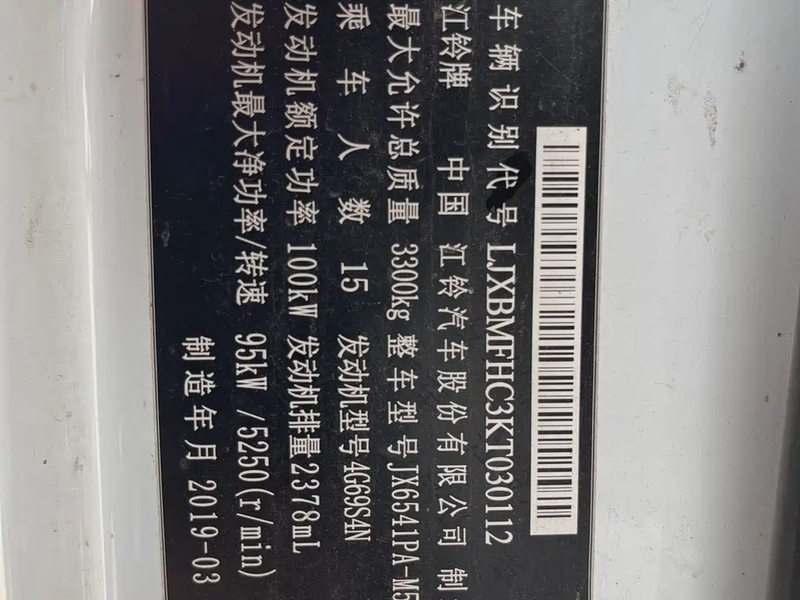 车辆识别代号 LJXBMFHC3KT030112
江铃牌 中国 江铃汽车股份有限公司 制
最大允许总质量 3300kg 整车型号 JX6541PA-M5
乘车人数 15 发动机型号 4G69S4N
发动机额定功率 100kW 发动机排量 2378mL
发动机最大净功率/转速 95kW /5250(r/min)
制造年月 2019-03